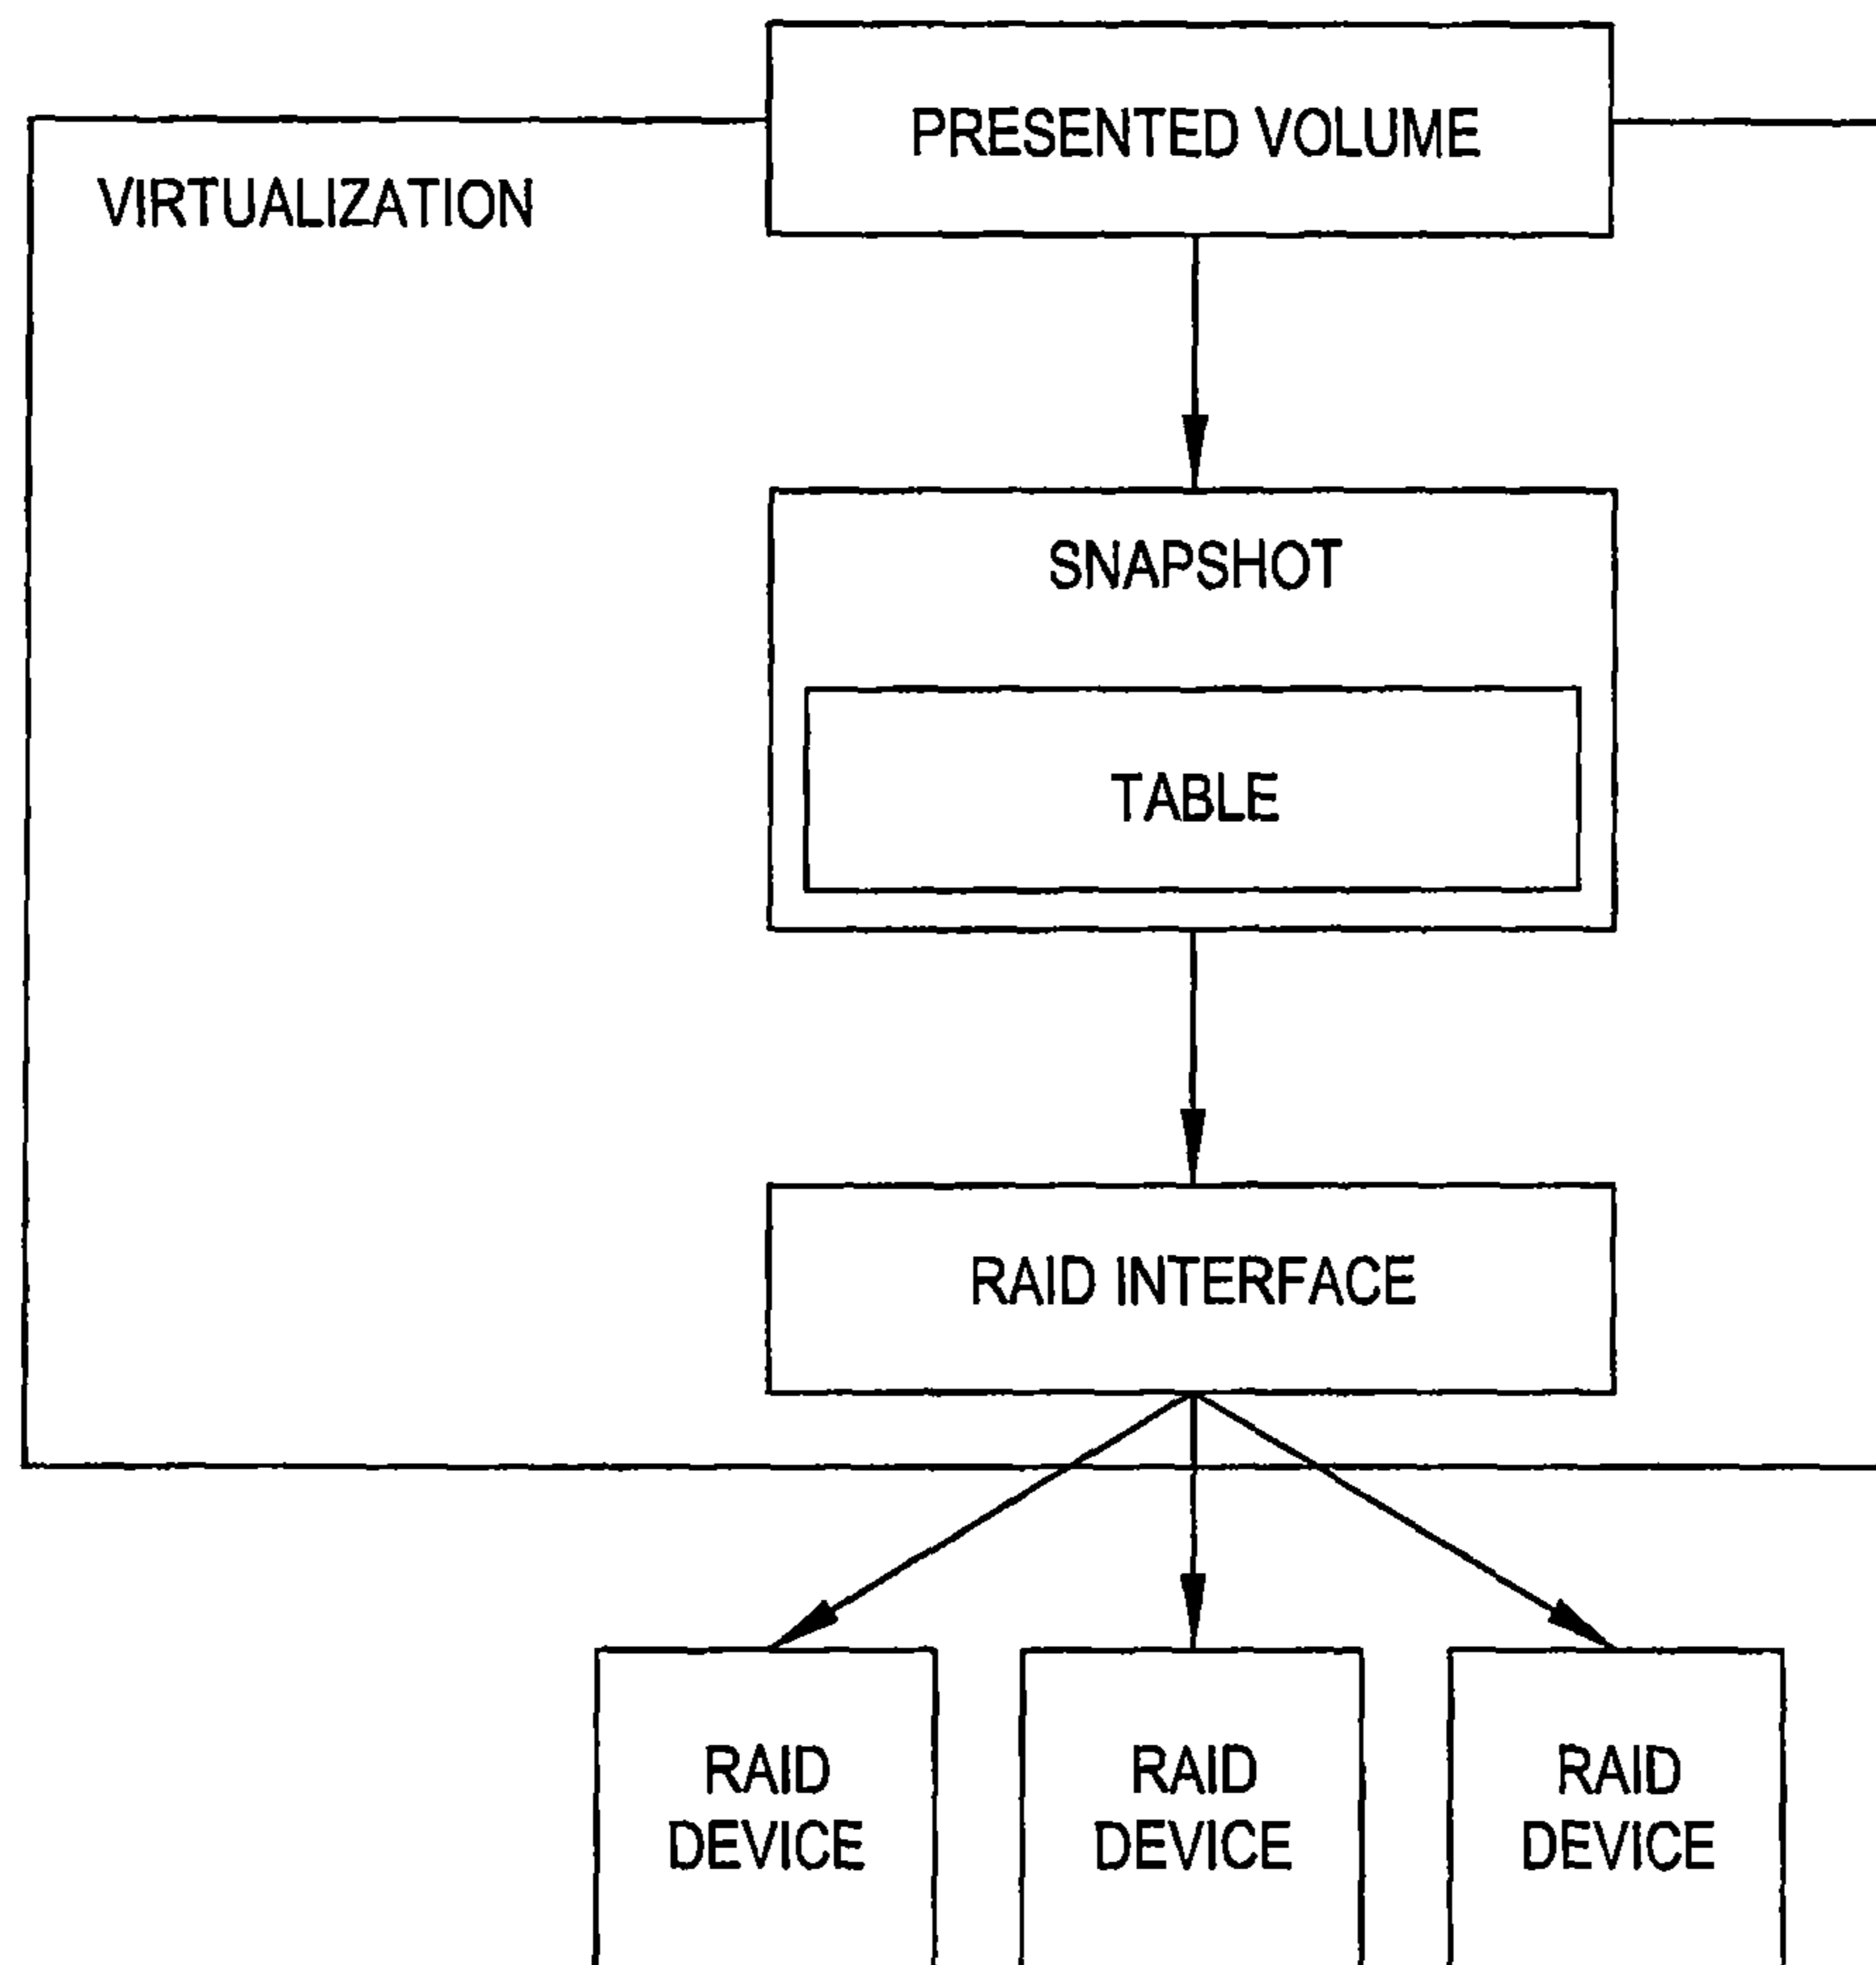 PRESENTED VOLUME
VIRTUALIZATION
SNAPSHOT
TABLE
RAID INTERFACE
RAID
DEVICE
RAID
DEVICE
RAID
DEVICE